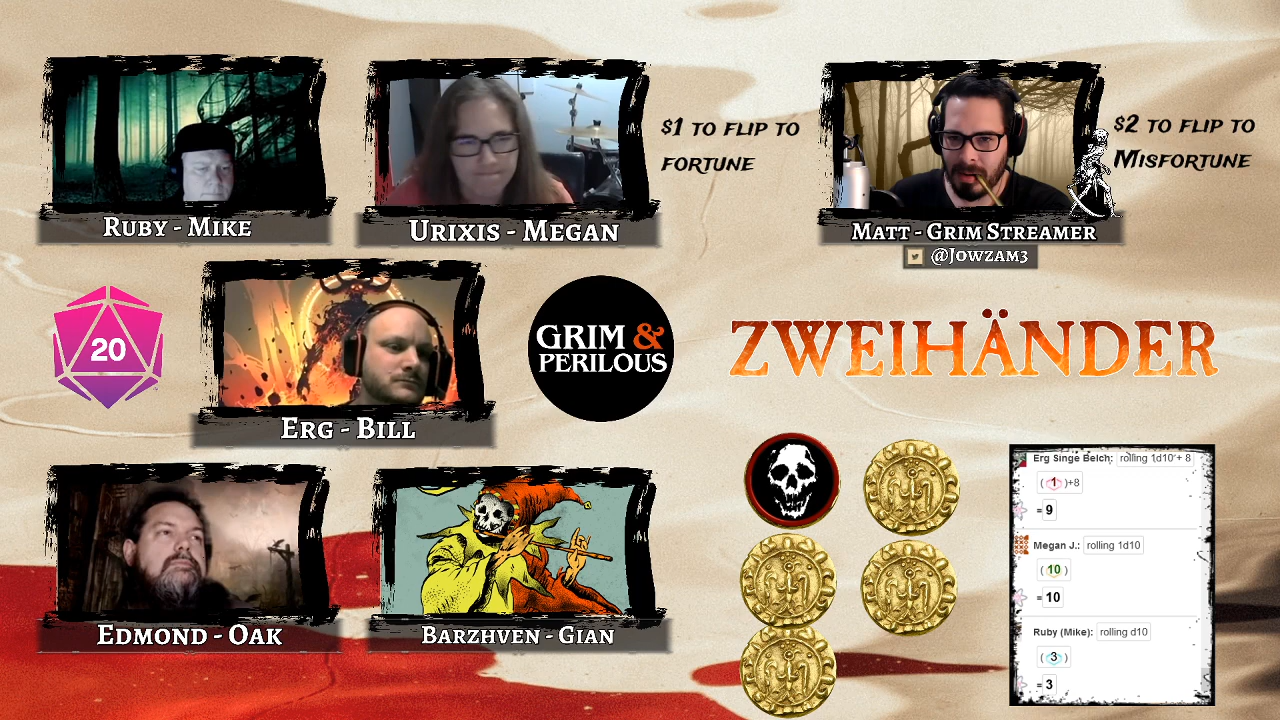 Ruby - Mike
Urixis - Megan
$1 to flip to
fortune
Matt - Grim Streamer
@Jowzam3
$2 to flip to
Misfortune
20
Erg - Bill
GRIM &
PERILOUS
ZWEIHÄNDER
Edmond - Oak
Barzhven - Gian
Erg Singe Belch: rolling 1d10 + 8
( 1 )+8
= 9
Megan J.: rolling 1d10
( 10 )
= 10
Ruby (Mike): rolling d10
( 3 )
= 3